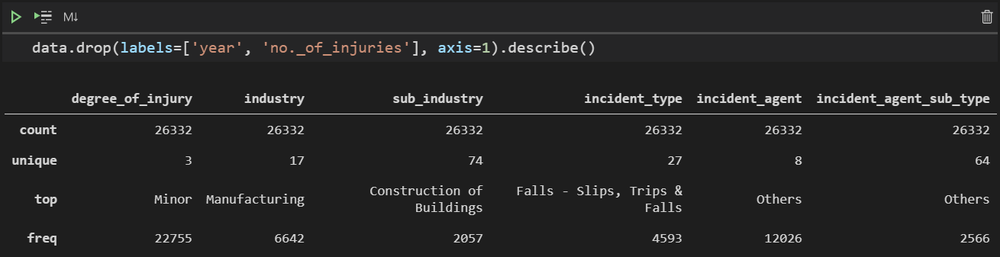 M↓
data.drop(labels=['year', 'no._of_injuries'], axis=1).describe()
degree_of_injury industry sub_industry incident_type incident_agent incident_agent_sub_type
count 26332 26332 26332 26332 26332 26332
unique 3 17 74 27 8 64
top Minor Manufacturing Construction of Buildings Falls - Slips, Trips & Falls Others Others
freq 22755 6642 2057 4593 12026 2566